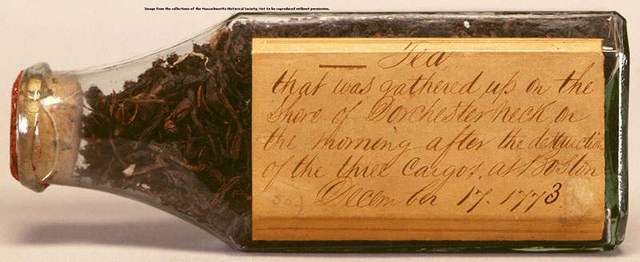 Image from the collections of the Massachusetts Historical Society. Not to be reproduced without permission.
Tea
that was gathered up on the
shore of Dorchester neck on
the morning after the destruction
of the three Cargos, at Boston
December 17. 1773